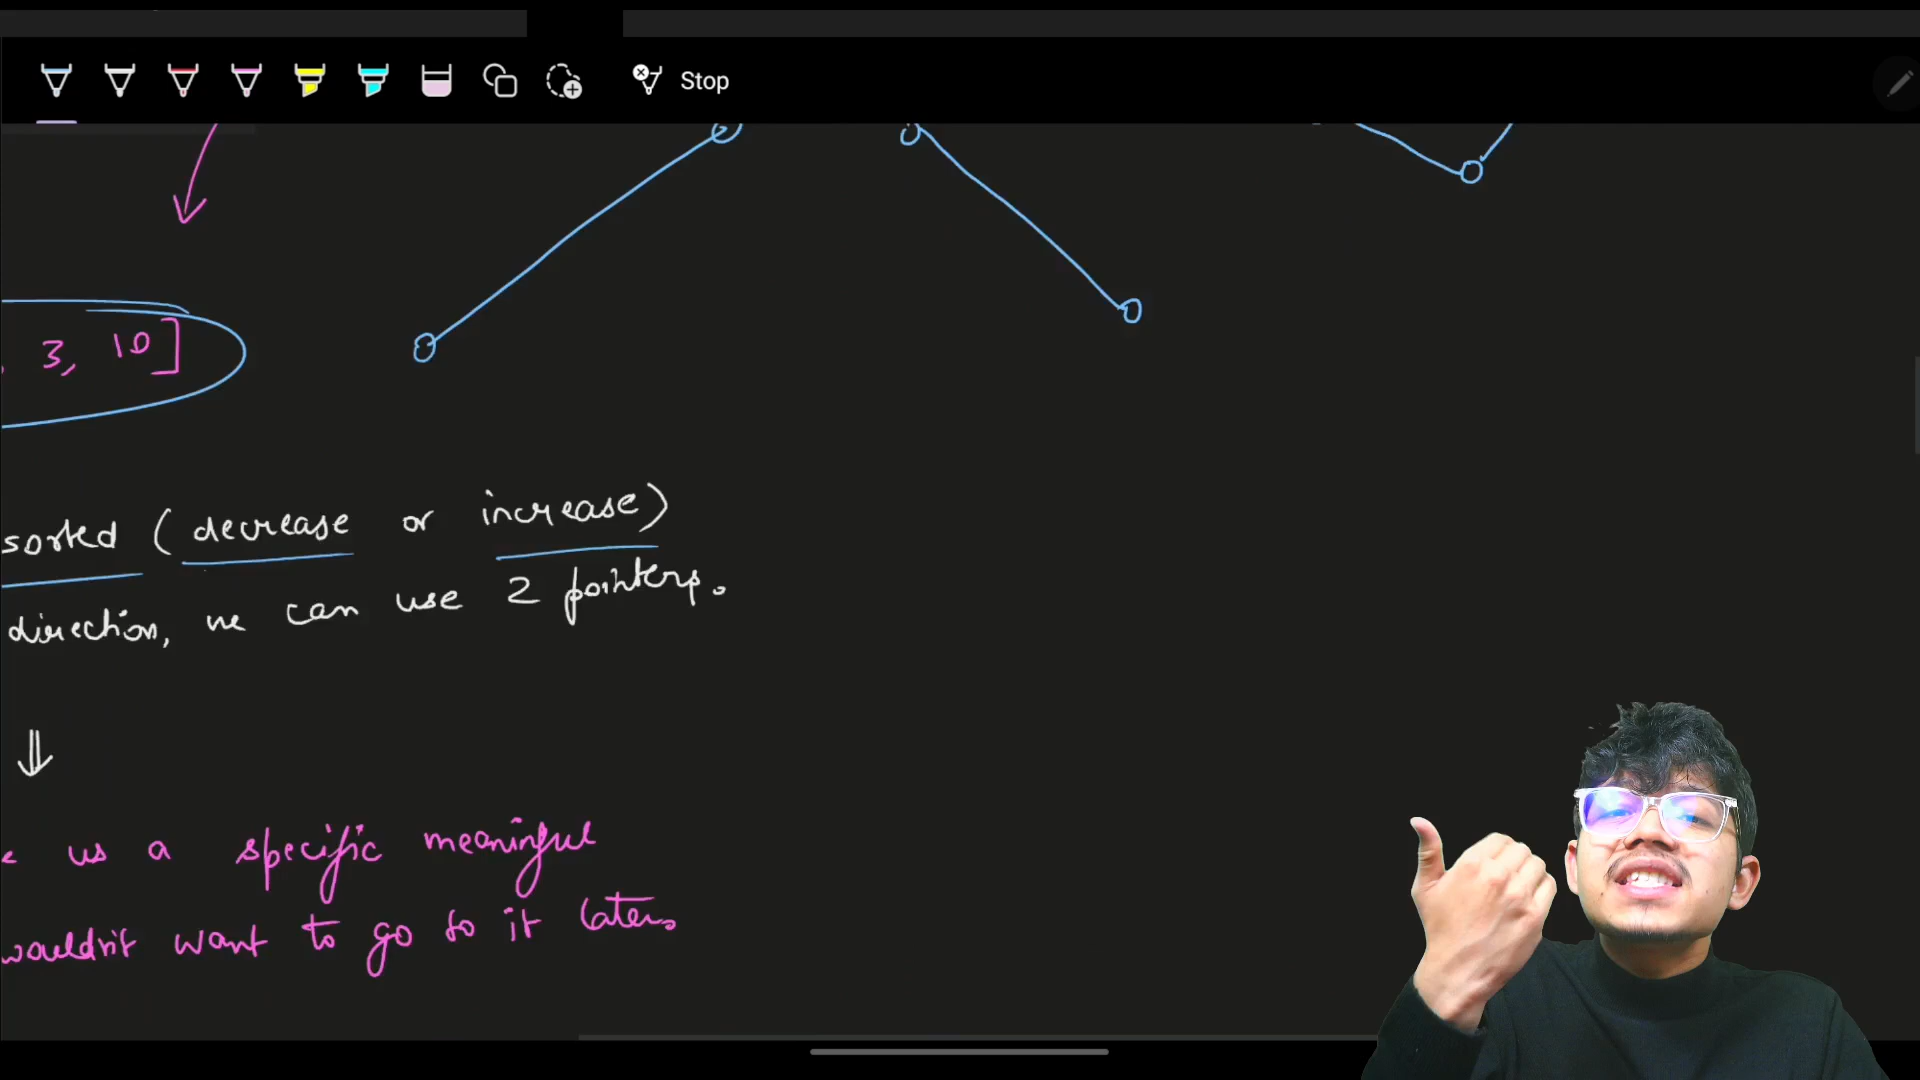 Stop
3, 10]
sorted (decrease or increase)
direction, we can use 2 pointers.
us a specific meaningful
wouldn't want to go to it later.